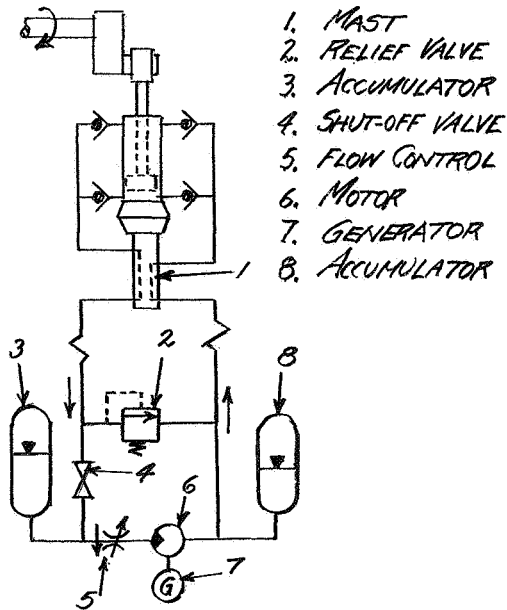 1. MAST
2. RELIEF VALVE
3. ACCUMULATOR
4. SHUT-OFF VALVE
5. FLOW CONTROL
6. MOTOR
7. GENERATOR
8. ACCUMULATOR
1
3
2
8
4
6
5
G
7